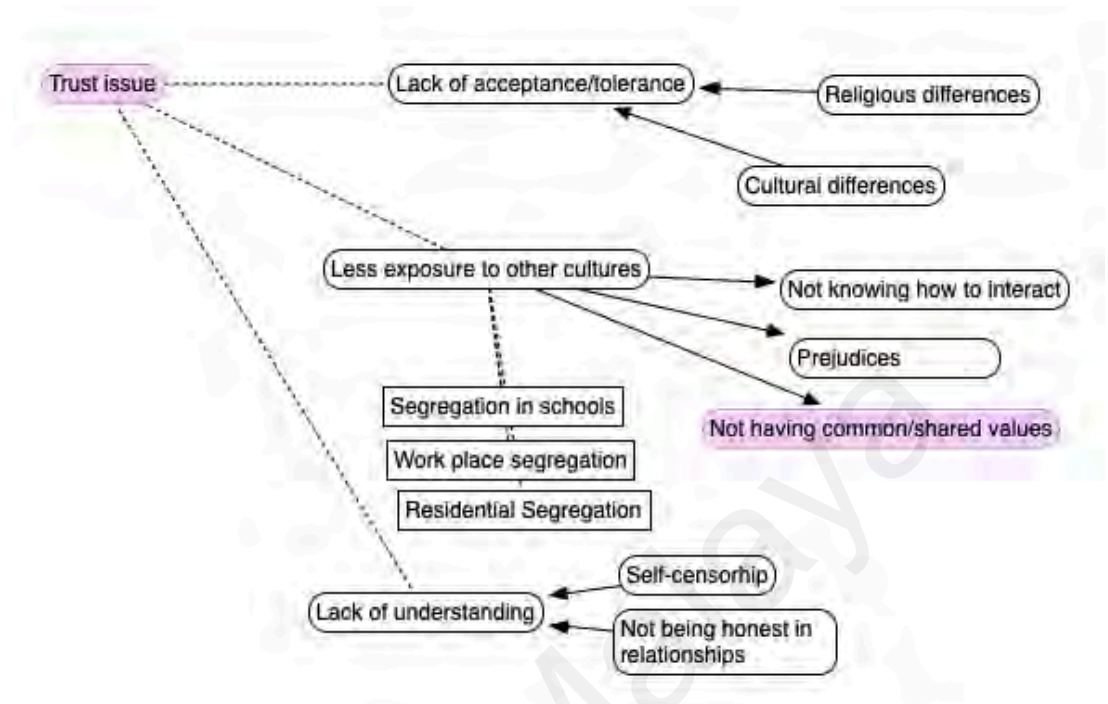 Trust issue
Lack of acceptance/tolerance
Religious differences
Cultural differences
Less exposure to other cultures
Not knowing how to interact
Prejudices
Segregation in schools
Not having common/shared values
Work place segregation
Residential Segregation
Self-censorhip
Lack of understanding
Not being honest in
relationships
Malaya